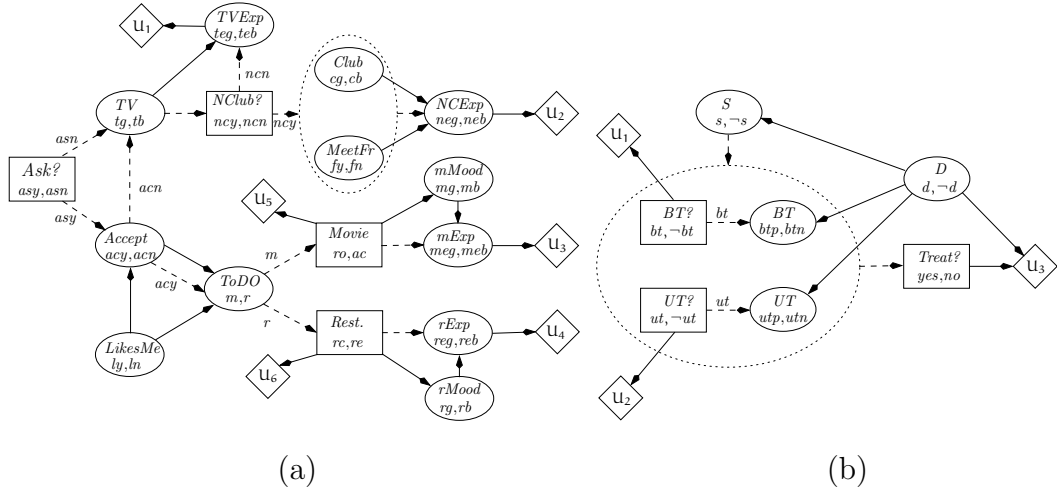 u₁
TVExp
teg,teb
ncn
TV
tg,tb
NClub?
ncy,ncn
ncy
Club
cg,cb
MeetFr
fy,fn
NCExp
neg,neb
u₂
asn
Ask?
asy,asn
asy
acn
Accept
acy,acn
acy
LikesMe
ly,ln
ToDO
m,r
m
r
u₅
Movie
ro,ac
mMood
mg,mb
mExp
meg,meb
u₃
Rest.
rc,re
u₆
rExp
reg,reb
u₄
rMood
rg,rb
(a)
S
s,¬s
u₁
D
d,¬d
BT?
bt,¬bt
bt
BT
btp,btn
Treat?
yes,no
u₃
UT?
ut,¬ut
ut
UT
utp,utn
u₂
(b)